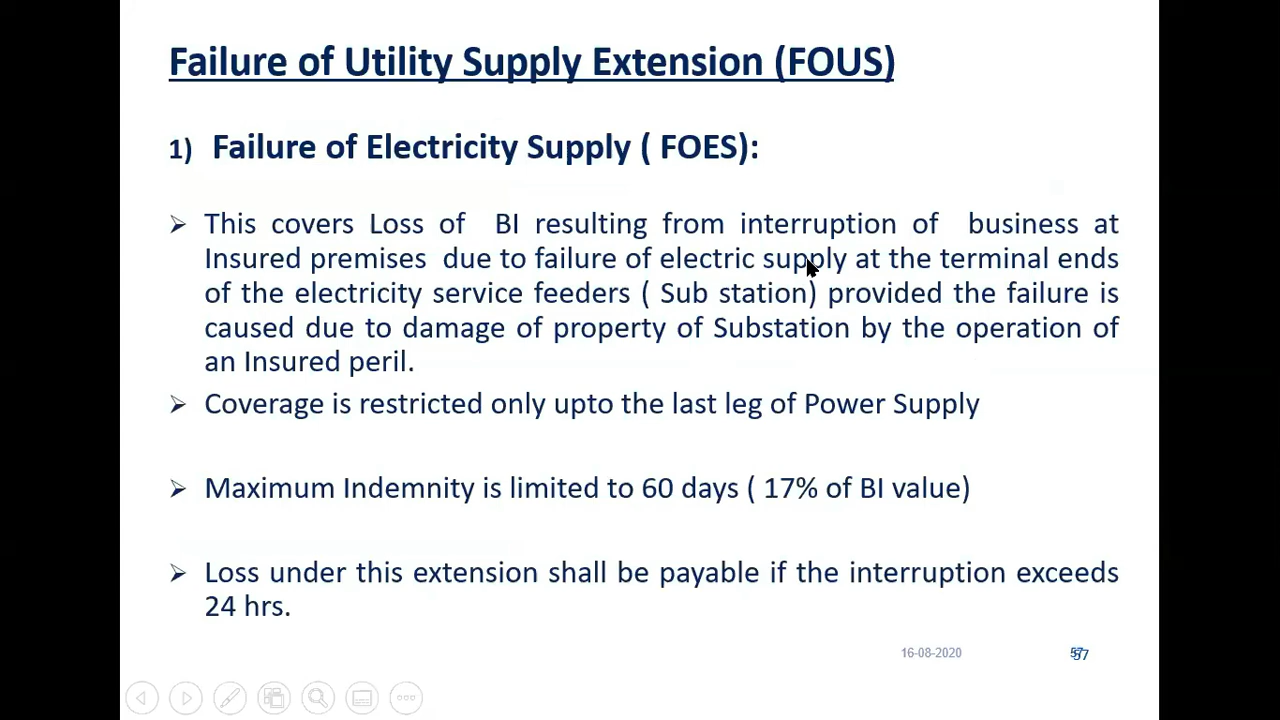 Failure of Utility Supply Extension (FOUS)
1) Failure of Electricity Supply ( FOES):
This covers Loss of BI resulting from interruption of business at
Insured premises due to failure of electric supply at the terminal ends
of the electricity service feeders ( Sub station) provided the failure is
caused due to damage of property of Substation by the operation of
an Insured peril.
Coverage is restricted only upto the last leg of Power Supply
Maximum Indemnity is limited to 60 days ( 17% of BI value)
Loss under this extension shall be payable if the interruption exceeds
24 hrs.
16-08-2020 57